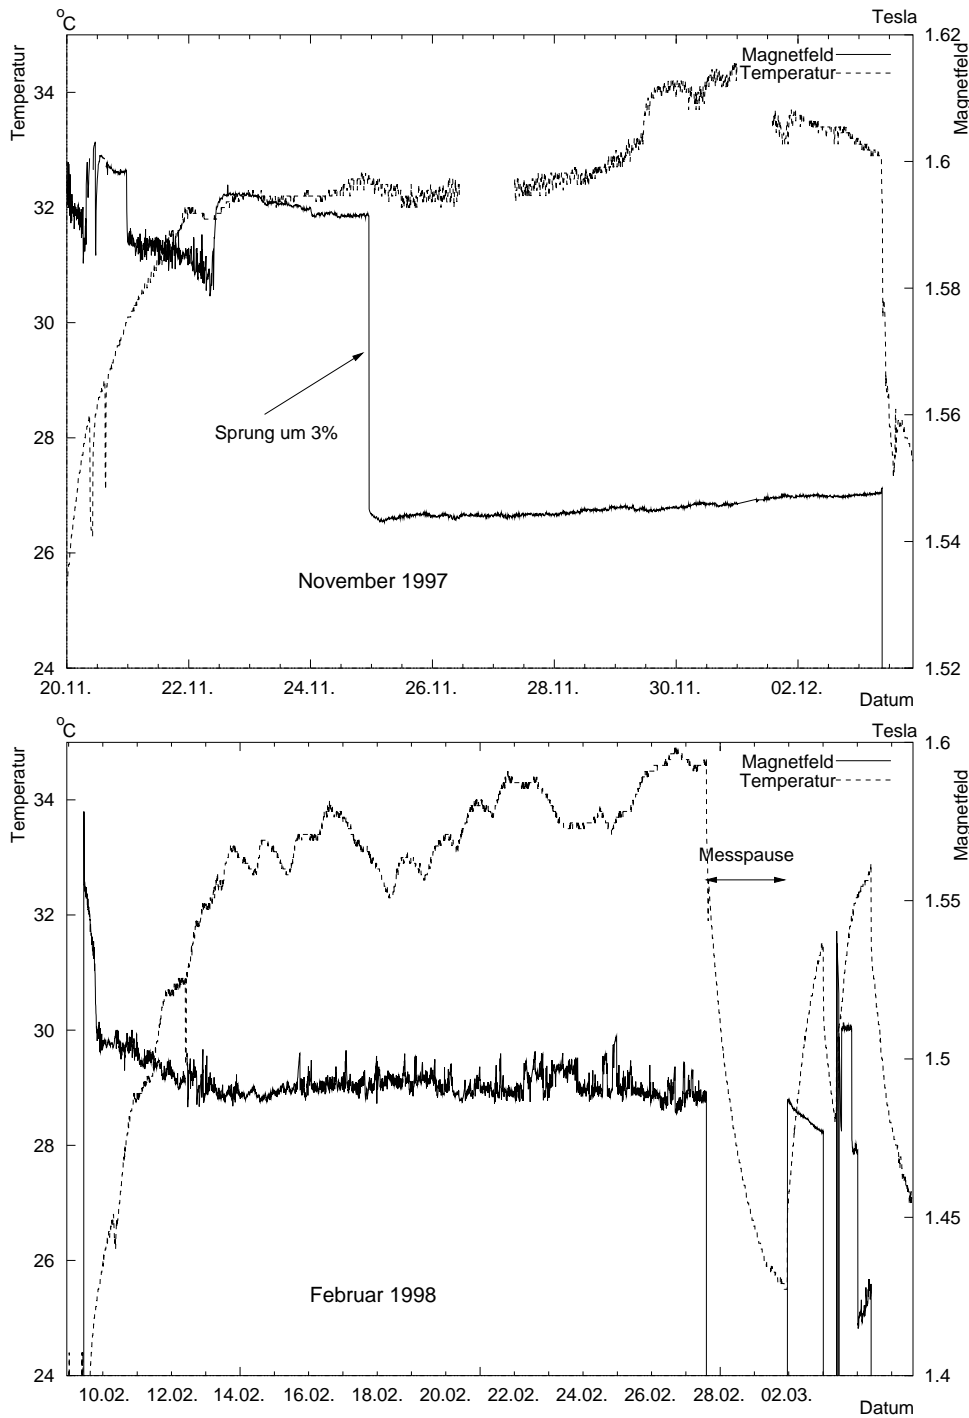 °C
Tesla
Temperatur
Magnetfeld
1.62
Magnetfeld
Temperatur
34
1.6
32
1.58
30
1.56
Sprung um 3%
28
1.54
26
November 1997
24
1.52
20.11. 22.11. 24.11. 26.11. 28.11. 30.11. 02.12.
Datum
°C
Tesla
Temperatur
Magnetfeld
1.6
Magnetfeld
Temperatur
34
Messpause
1.55
32
30
1.5
28
1.45
26
Februar 1998
24
1.4
10.02. 12.02. 14.02. 16.02. 18.02. 20.02. 22.02. 24.02. 26.02. 28.02. 02.03.
Datum